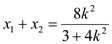 x₁ + x₂ = 8k² / (3 + 4k²)